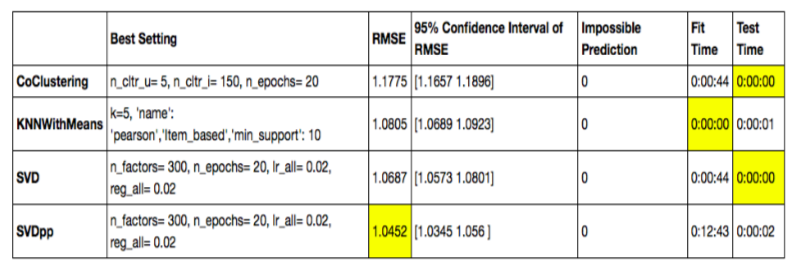 Best Setting RMSE 95% Confidence Interval of RMSE Impossible Prediction Fit Time Test Time
CoClustering n_cltr_u= 5, n_cltr_i= 150, n_epochs= 20 1.1775 [1.1657 1.1896] 0 0:00:44 0:00:00
KNNWithMeans k=5, 'name': 'pearson','item_based','min_support': 10 1.0805 [1.0689 1.0923] 0 0:00:00 0:00:01
SVD n_factors= 300, n_epochs= 20, lr_all= 0.02, reg_all= 0.02 1.0687 [1.0573 1.0801] 0 0:00:44 0:00:00
SVDpp n_factors= 300, n_epochs= 20, lr_all= 0.02, reg_all= 0.02 1.0452 [1.0345 1.056 ] 0 0:12:43 0:00:02